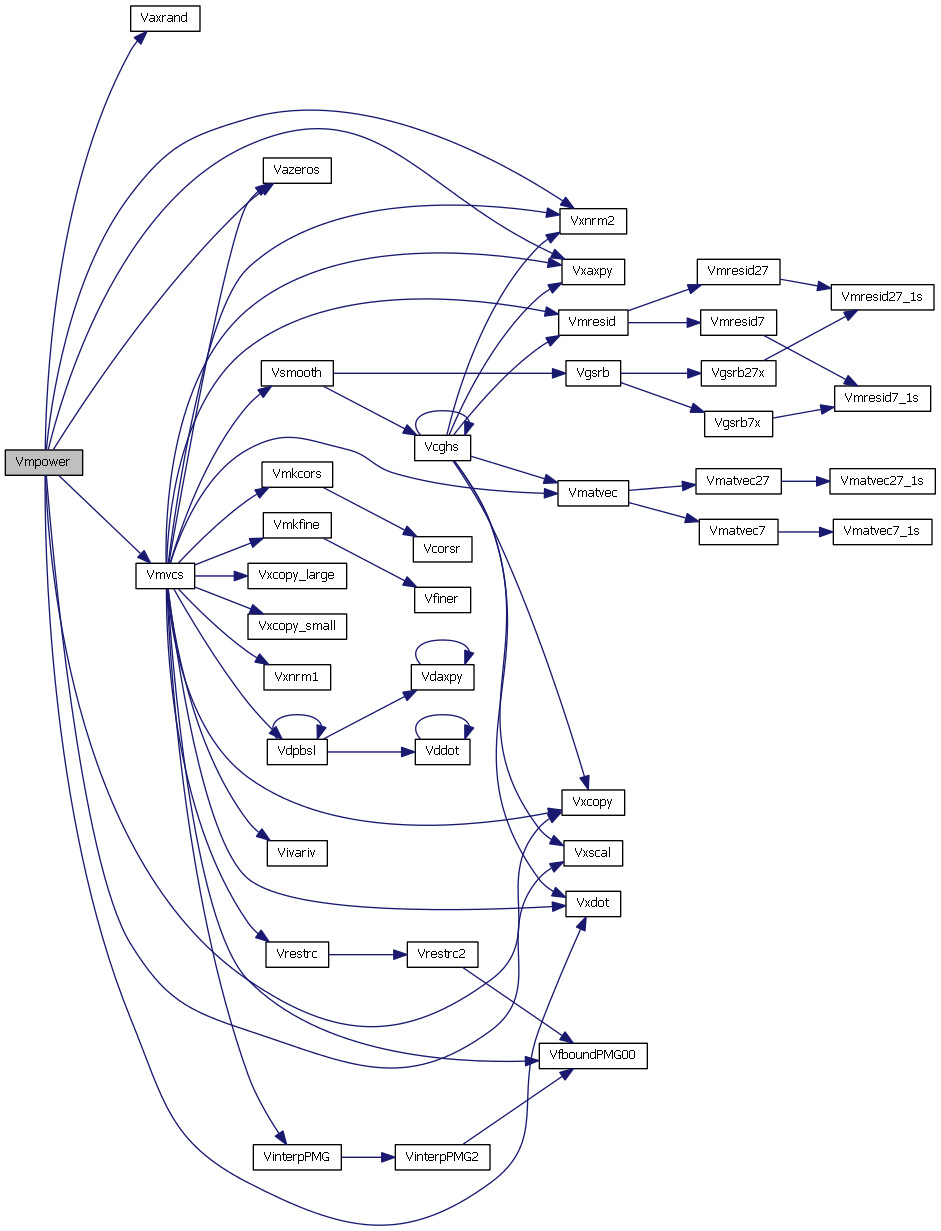 Vaxrand
Vazeros
Vxnrm2
Vxaxpy
Vmresid27
Vmresid27_1s
Vmresid
Vmresid7
Vsmooth
Vgsrb
Vgsrb27x
Vmresid7_1s
Vgsrb7x
Vcghs
Vmpower
Vmkcors
Vmatvec
Vmatvec27
Vmatvec27_1s
Vmkfine
Vmatvec7
Vmatvec7_1s
Vcorsr
Vmvcs
Vxcopy_large
Vfiner
Vxcopy_small
Vxnrm1
Vdaxpy
Vdpbsl
Vddot
Vxcopy
Vivariv
Vxscal
Vxdot
Vrestrc
Vrestrc2
VfboundPMG00
VinterpPMG
VinterpPMG2